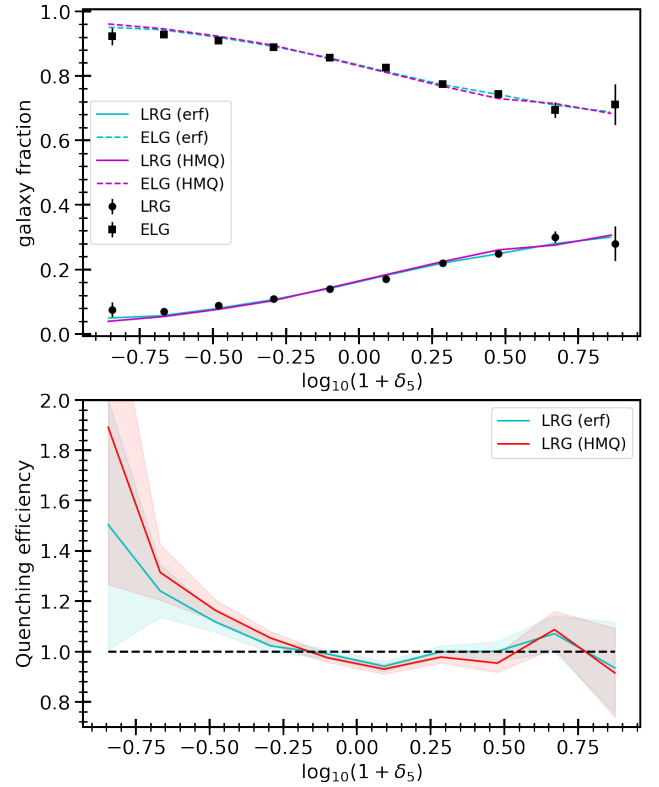 1.0
0.8
0.6
0.4
0.2
0.0
galaxy fraction
LRG (erf)
ELG (erf)
LRG (HMQ)
ELG (HMQ)
LRG
ELG
−0.75 −0.50 −0.25 0.00 0.25 0.50 0.75
log₁₀(1 + δ₅)
2.0
1.8
1.6
1.4
1.2
1.0
0.8
Quenching efficiency
LRG (erf)
LRG (HMQ)
−0.75 −0.50 −0.25 0.00 0.25 0.50 0.75
log₁₀(1 + δ₅)